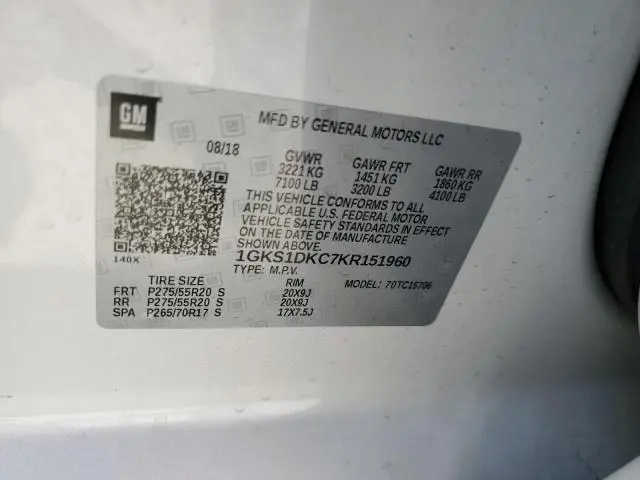 GM
MFD BY GENERAL MOTORS LLC
08/18 GVWR GAWR FRT GAWR RR
3221 KG 1451 KG 1860 KG
7100 LB 3200 LB 4100 LB
THIS VEHICLE CONFORMS TO ALL
APPLICABLE U.S. FEDERAL MOTOR
VEHICLE SAFETY STANDARDS IN
EFFECT ON THE DATE OF MANUFACTURE
SHOWN ABOVE.
1GKS1DKC7KR151960
140X TYPE: M.P.V. MODEL: 70TC15706
TIRE SIZE RIM
FRT P275/55R20 S 20X9J
RR P275/55R20 S 20X9J
SPA P265/70R17 S 17X7.5J